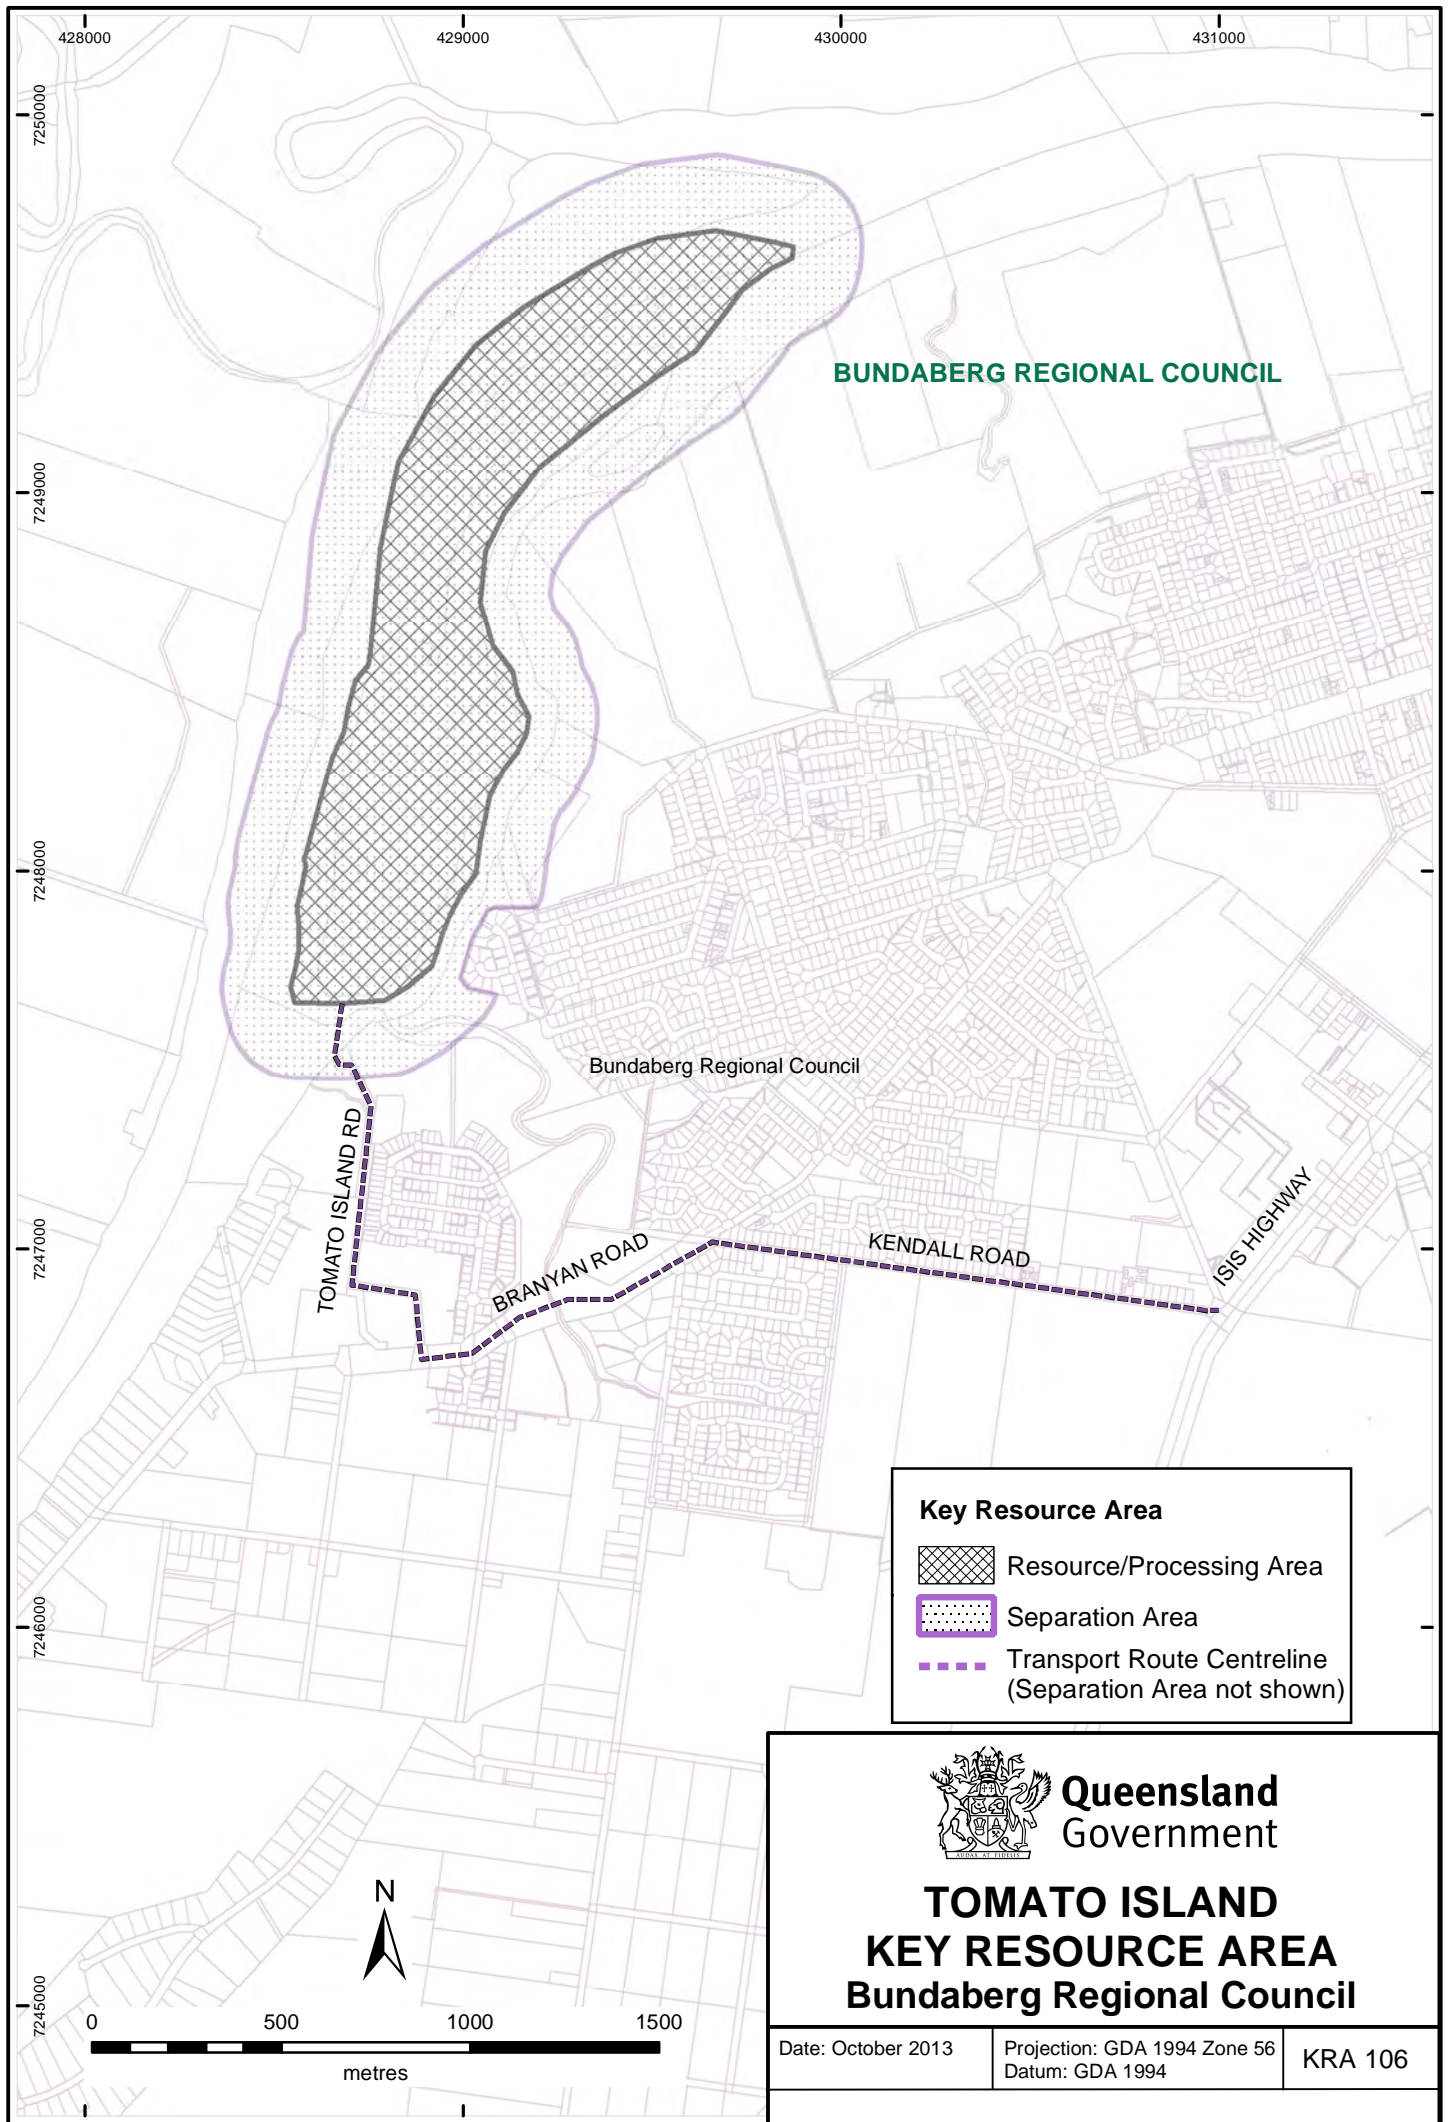 428000
429000
430000
431000
7250000
7249000
7248000
7247000
7246000
7245000
BUNDABERG REGIONAL COUNCIL
Bundaberg Regional Council
TOMATO ISLAND RD
BRANYAN ROAD
KENDALL ROAD
ISIS HIGHWAY
Key Resource Area
Resource/Processing Area
Separation Area
Transport Route Centreline
(Separation Area not shown)
N
0 500 1000 1500
metres
AUDAX AT FIDELIS
Queensland
Government
TOMATO ISLAND
KEY RESOURCE AREA
Bundaberg Regional Council
Date: October 2013
Projection: GDA 1994 Zone 56
Datum: GDA 1994
KRA 106